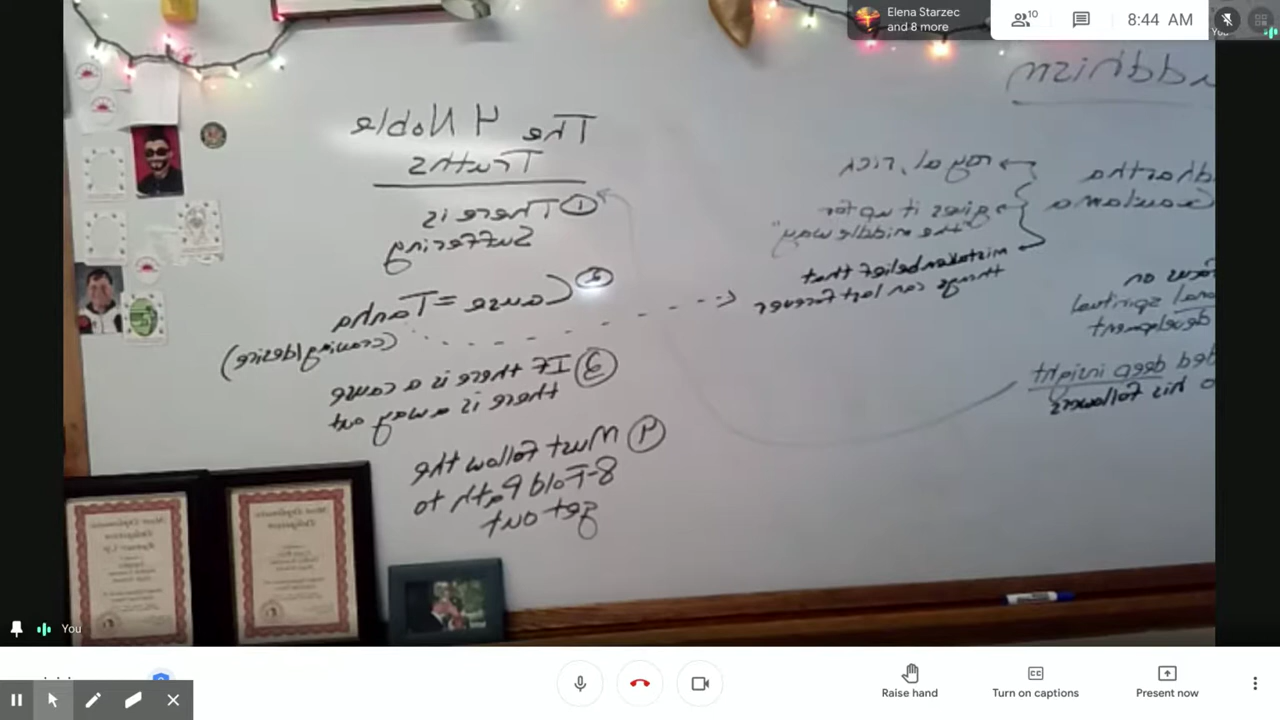 Elena Starzec
and 8 more
10
8:44 AM
You
ddhism
dhartha
Gautama
royal, rich
gives it up for
"the middle way"
mistaken belief that
things can last forever
on
spiritual
development
deep insight
his followers
The 4 Noble
Truths
① There is
Suffering
② Cause = Tanha
(craving/desire)
③ If there is a cause
there is a way out
④ Must follow the
8-Fold Path to
get out
You
Raise hand
Turn on captions
Present now